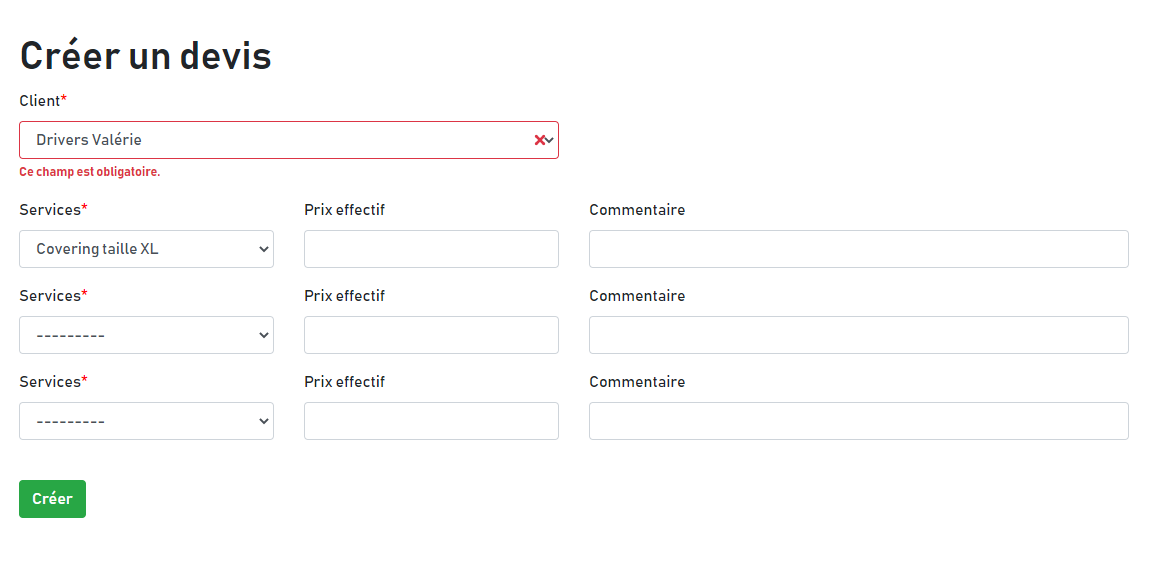 Créer un devis
Client*
Drivers Valérie
Ce champ est obligatoire.
Services* Prix effectif Commentaire
Covering taille XL
Services* Prix effectif Commentaire
---------
Services* Prix effectif Commentaire
---------
Créer